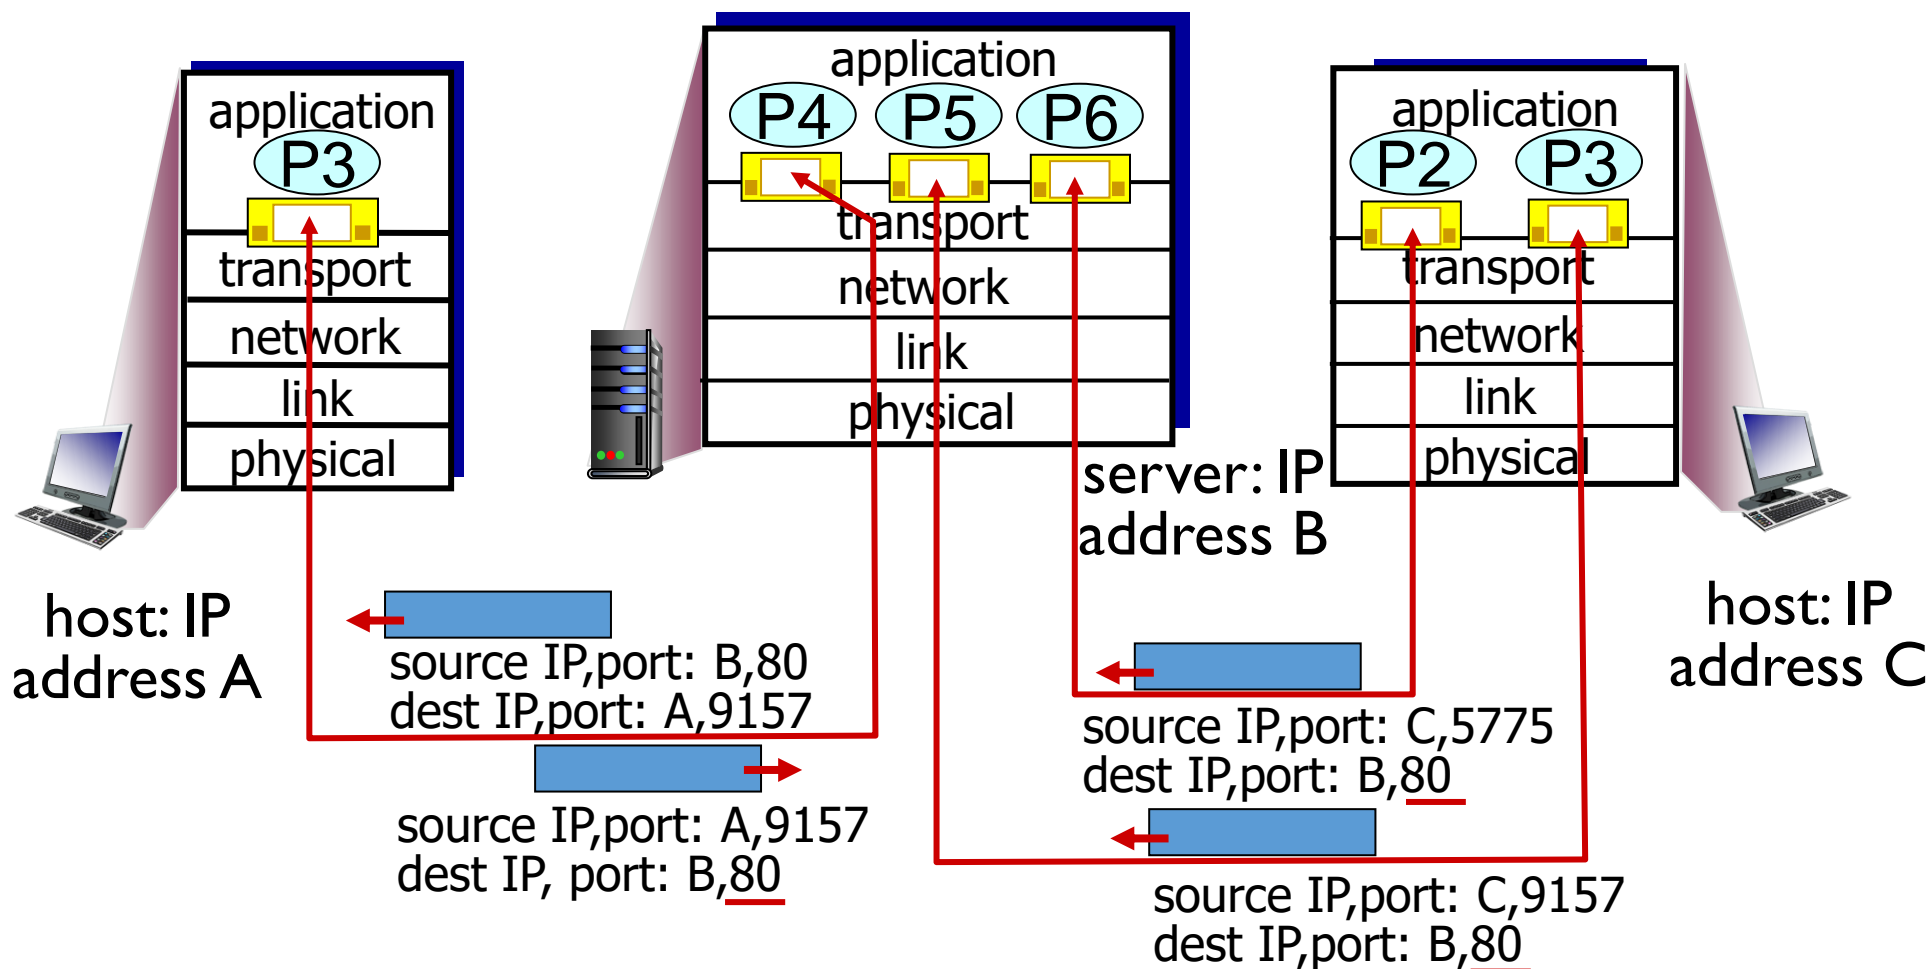 application
P3
transport
network
link
physical
host: IP
address A
application
P4 P5 P6
transport
network
link
physical
server: IP
address B
application
P2 P3
transport
network
link
physical
host: IP
address C
source IP,port: B,80
dest IP,port: A,9157
source IP,port: A,9157
dest IP, port: B,80
source IP,port: C,5775
dest IP,port: B,80
source IP,port: C,9157
dest IP,port: B,80